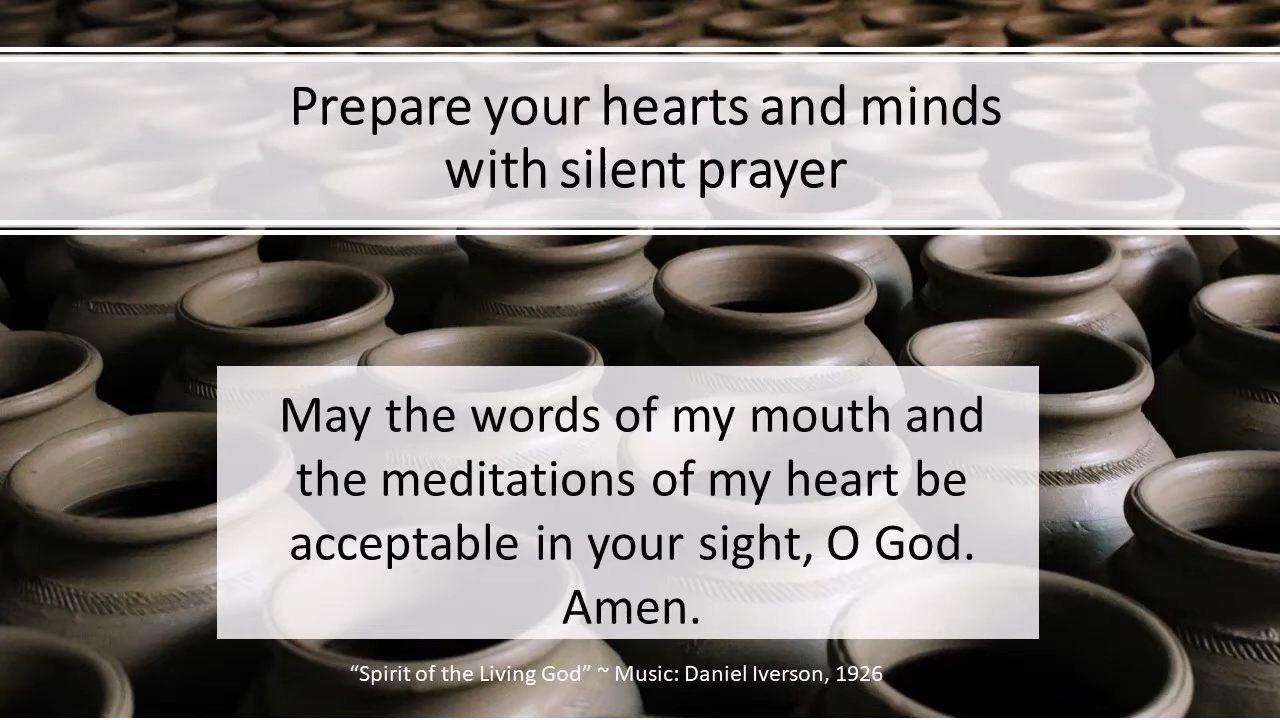 Prepare your hearts and minds
with silent prayer
May the words of my mouth and
the meditations of my heart be
acceptable in your sight, O God.
Amen.
“Spirit of the Living God” ~ Music: Daniel Iverson, 1926